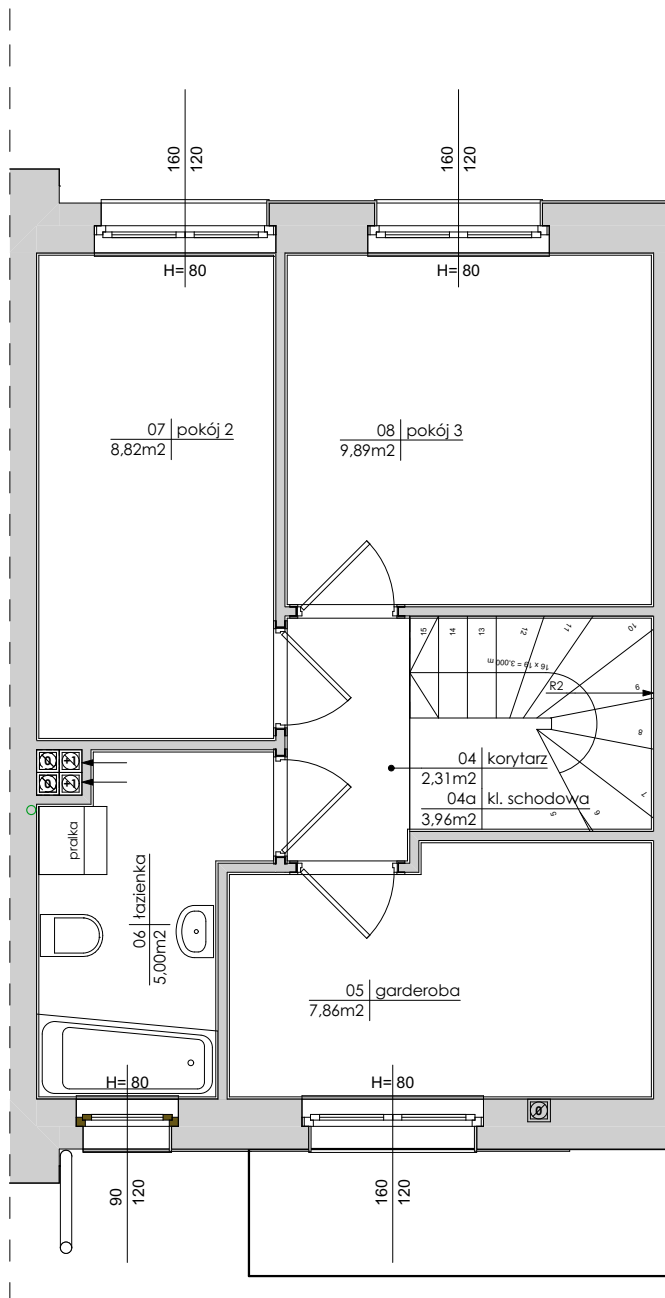 160
120
160
120
H= 80
H= 80
07 pokój 2
8,82m2
08 pokój 3
9,89m2
15
14
13
12
11
10
16 x 19 = 3,000 m
R2
9
8
7
6
5
04 korytarz
2,31m2
04a kl. schodowa
3,96m2
pralka
06 łazienka
5,00m2
05 garderoba
7,86m2
H= 80
H= 80
90
120
160
120